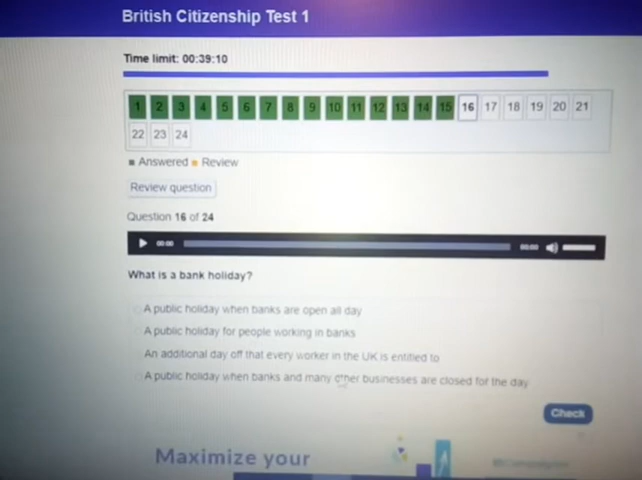 British Citizenship Test 1
Time limit: 00:39:10
1 2 3 4 5 6 7 8 9 10 11 12 13 14 15 16 17 18 19 20 21
22 23 24
Answered Review
Review question
Question 16 of 24
00:00 00:00
What is a bank holiday?
A public holiday when banks are open all day
A public holiday for people working in banks
An additional day off that every worker in the UK is entitled to
A public holiday when banks and many other businesses are closed for the day
Check
Maximize your